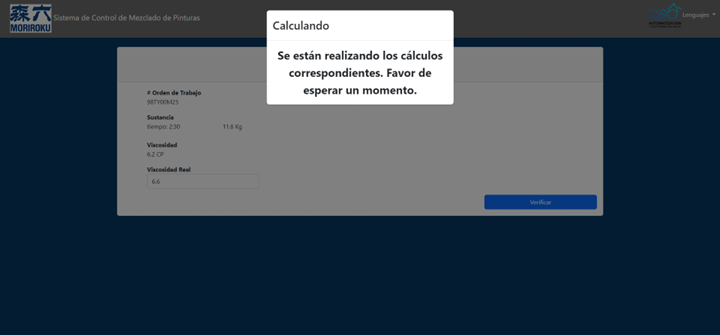 森六
MORIROKU
Sistema de Control de Mezclado de Pinturas
Lenguajes
Calculando
Se están realizando los cálculos
correspondientes. Favor de
esperar un momento.
# Orden de Trabajo
98TY00M25
Sustancia
tiempo: 2:30 11.6 Kg
Viscosidad
6.2 CP
Viscosidad Real
6.6
Verificar